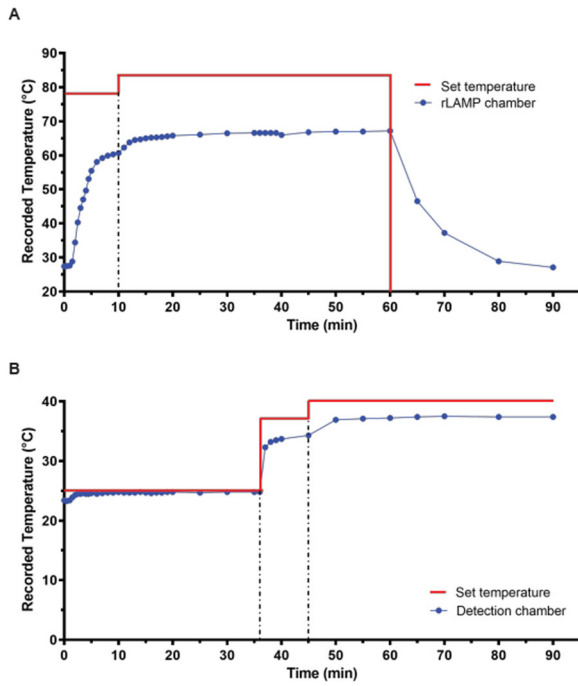 A
90
80
70
60
50
40
30
20
0 10 20 30 40 50 60 70 80 90
Recorded Temperature (°C)
Time (min)
Set temperature
rLAMP chamber
B
40
30
20
10
0
0 10 20 30 40 50 60 70 80 90
Recorded Temperature (°C)
Time (min)
Set temperature
Detection chamber